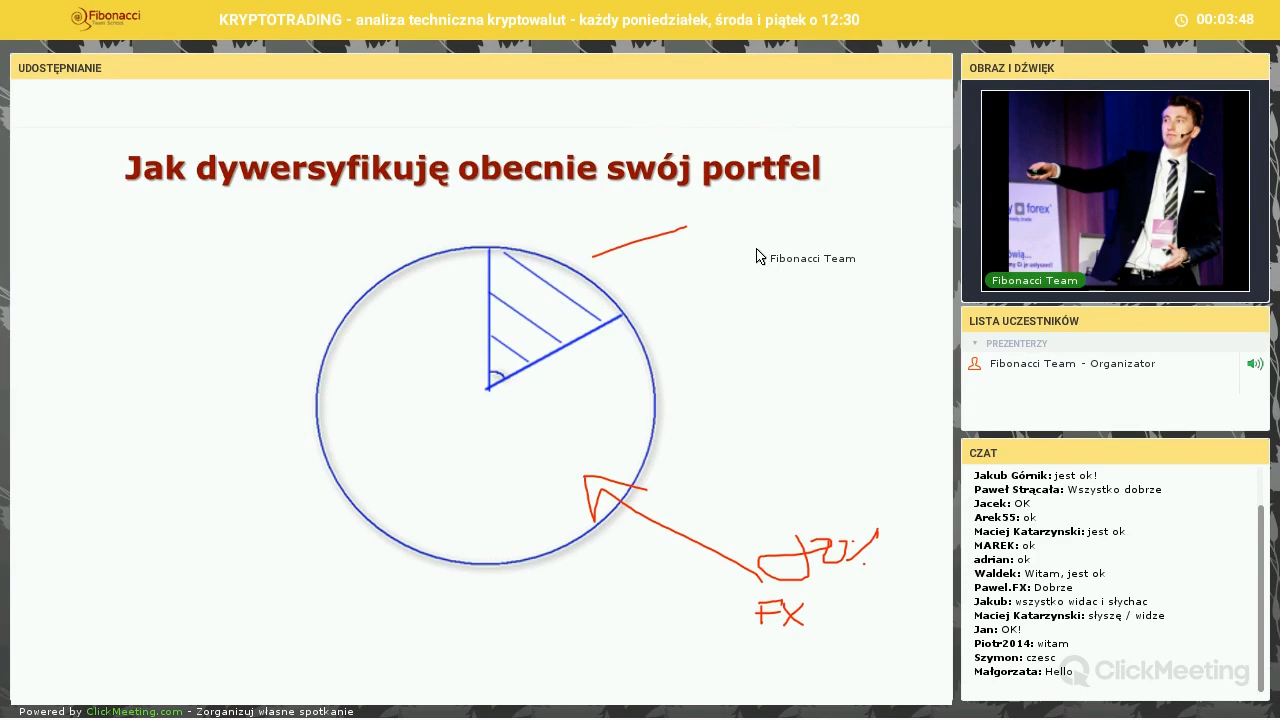 Fibonacci
Team School
KRYPTOTRADING - analiza techniczna kryptowalut - każdy poniedziałek, środa i piątek o 12:30
00:03:48
UDOSTĘPNIANIE
Jak dywersyfikuję obecnie swój portfel
Fibonacci Team
FX
OBRAZ I DŹWIĘK
forex
Fibonacci Team
LISTA UCZESTNIKÓW
PREZENTERZY
Fibonacci Team - Organizator
CZAT
Jakub Górnik: jest ok!
Paweł Strącała: Wszystko dobrze
Jacek: OK
Arek55: ok
Maciej Katarzynski: jest ok
MAREK: ok
adrian: ok
Waldek: Witam, jest ok
Pawel.FX: Dobrze
Jakub: wszystko widac i słychac
Maciej Katarzynski: słyszę / widze
Jan: OK!
Piotr2014: witam
Szymon: czesc
Małgorzata: Hello
ClickMeeting
Powered by ClickMeeting.com - Zorganizuj własne spotkanie